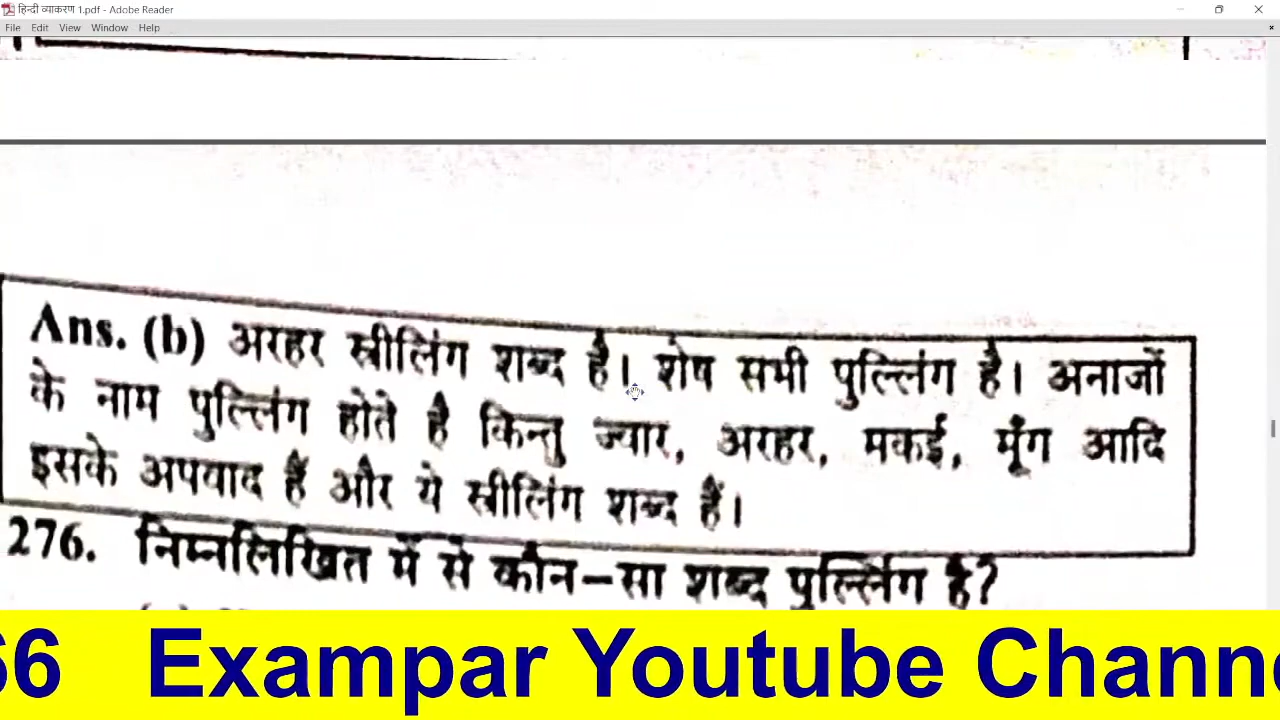 हिन्दी व्याकरण 1.pdf - Adobe Reader
File Edit View Window Help
Ans. (b) अरहर स्त्रीलिंग शब्द है। शेष सभी पुल्लिंग है। अनाजों
के नाम पुल्लिंग होते है किन्तु ज्वार, अरहर, मकई, मूँग आदि
इसके अपवाद हैं और ये स्त्रीलिंग शब्द हैं।
276. निम्नलिखित में से कौन-सा शब्द पुर्ल्लिंग है?
66 Exampar Youtube Channe